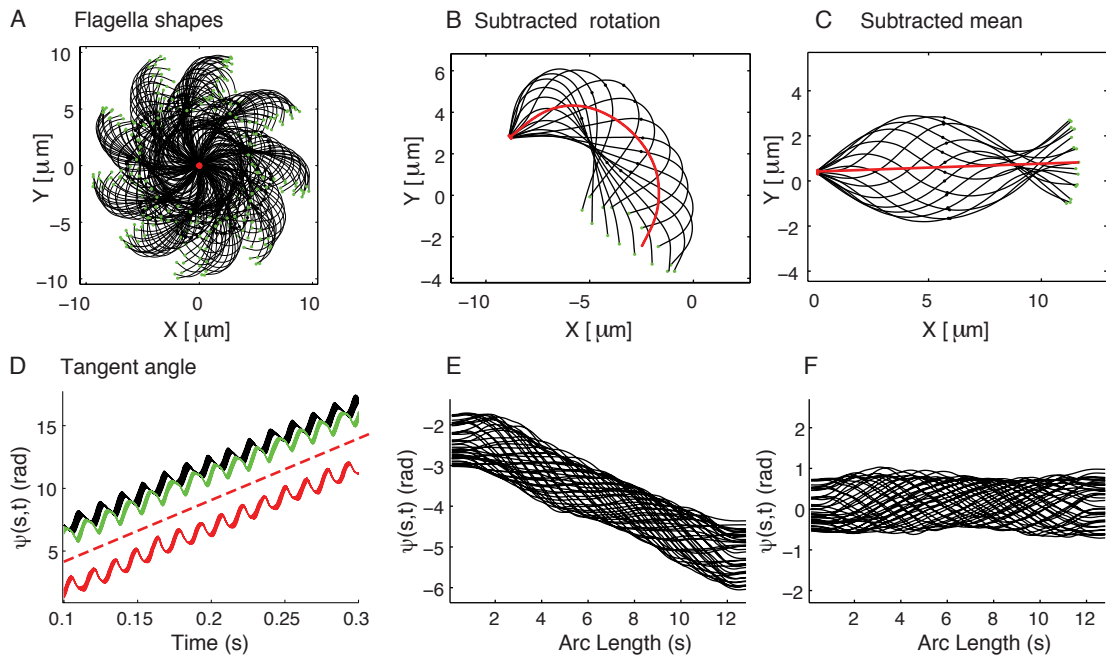 A Flagella shapes
10
5
0
−5
−10
−10 0 10
Y [ μm]
X [ μm]
B Subtracted rotation
6
4
2
0
−2
−4
−5 0
Y [ μm]
X [ μm]
C Subtracted mean
4
2
0
−2
−4
0 5 10
Y [ μm]
X [ μm]
D Tangent angle
15
10
5
0.1 0.15 0.2 0.25 0.3
ψ(s,t) (rad)
Time (s)
E
−2
−3
−4
−5
−6
2 4 6 8 10 12
ψ(s,t) (rad)
Arc Length (s)
F
2
1
0
−1
−2
2 4 6 8 10 12
ψ(s,t) (rad)
Arc Length (s)